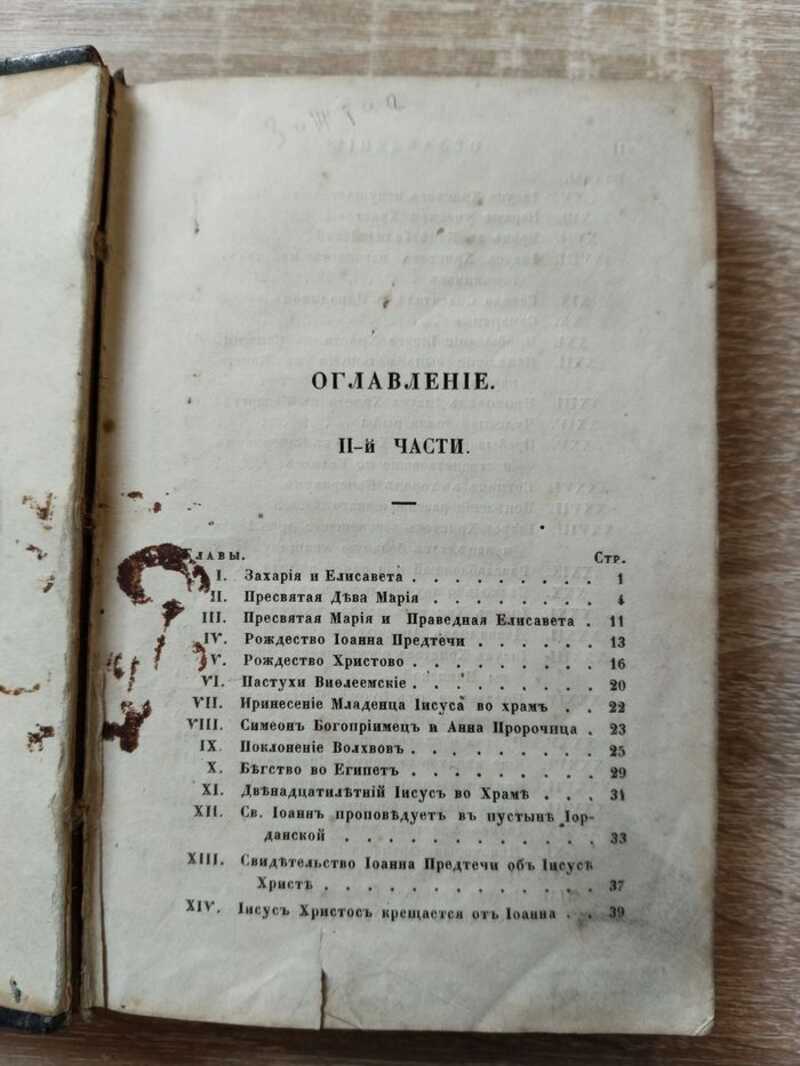 ОГЛАВЛЕНІЕ.
II-й ЧАСТИ.
Главы. Стр.
I. Захарія и Елисавета . . . . . . . . . 1
II. Пресвятая Дѣва Марія . . . . . . . . 4
III. Пресвятая Марія и Праведная Елисавета . 11
IV. Рождество Іоанна Предтечи . . . . . . 13
V. Рождество Христово . . . . . . . . . 16
VI. Пастухи Виѳлеемскіе . . . . . . . . . 20
VII. Принесеніе Младенца Іисуса во храмъ . . 22
VIII. Симеонъ Богопріимецъ и Анна Пророчица . 23
IX. Поклоненіе Волхвовъ . . . . . . . . . 25
X. Бѣгство во Египетъ . . . . . . . . . 29
XI. Двѣнадцатилѣтній Іисусъ во Храмѣ . . . 31
XII. Св. Іоаннъ проповѣдуетъ въ пустынѣ Іор-
данской . . . . . . . . . . . . . 33
XIII. Свидѣтельство Іоанна Предтечи объ Іисусѣ
Христѣ . . . . . . . . . . . . . . 37
XIV. Іисусъ Христосъ крещается отъ Іоанна . . 39